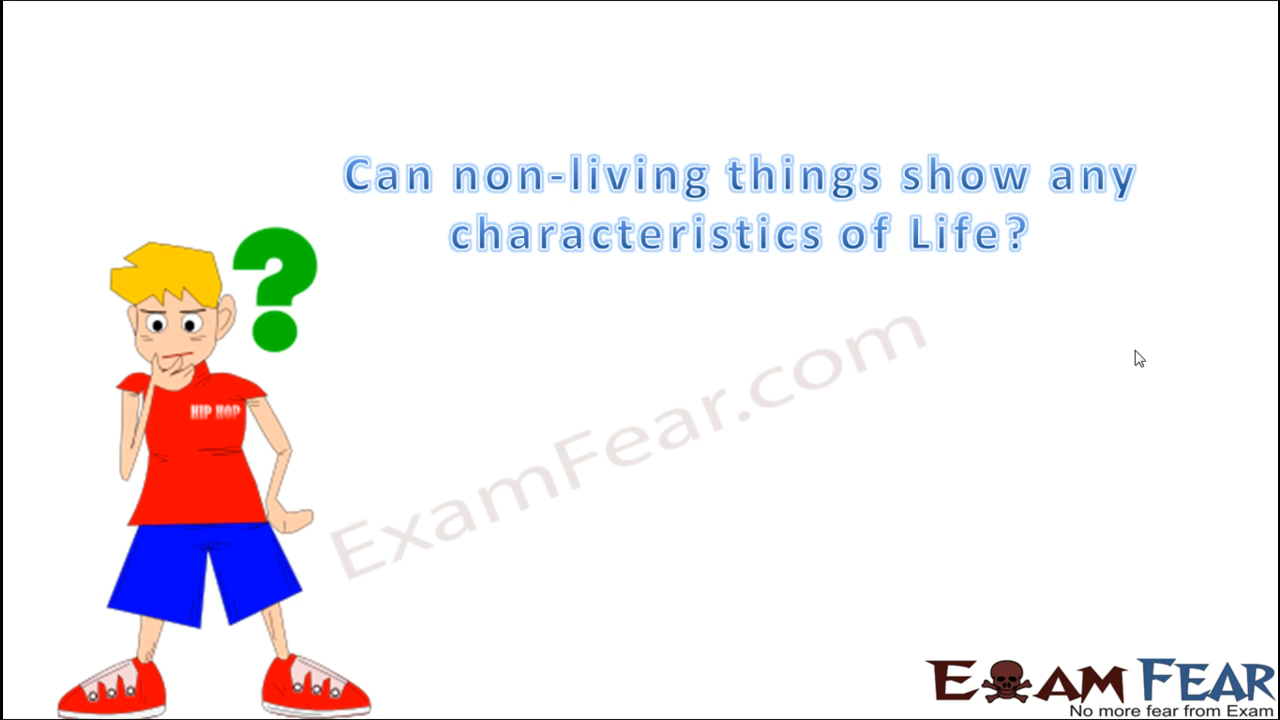 Can non-living things show any
characteristics of Life?
HIP HOP
ExamFear.com
EXAM FEAR
No more fear from Exam